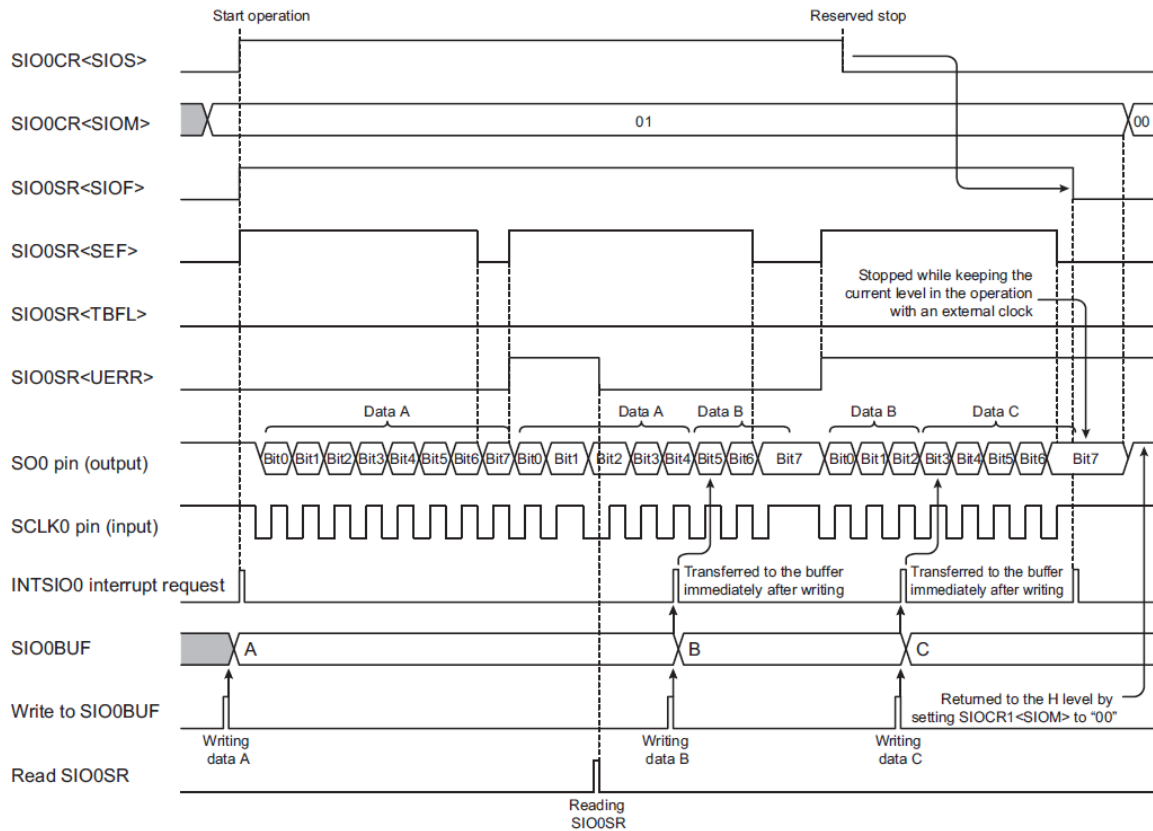 Start operation
Reserved stop
SIO0CR<SIOS>
SIO0CR<SIOM>
01
00
SIO0SR<SIOF>
SIO0SR<SEF>
Stopped while keeping the
current level in the operation
with an external clock
SIO0SR<TBFL>
SIO0SR<UERR>
Data A
Data A
Data B
Data B
Data C
SO0 pin (output)
Bit0 Bit1 Bit2 Bit3 Bit4 Bit5 Bit6 Bit7 Bit0 Bit1 Bit2 Bit3 Bit4 Bit5 Bit6 Bit7 Bit0 Bit1 Bit2 Bit3 Bit4 Bit5 Bit6 Bit7
SCLK0 pin (input)
INTSIO0 interrupt request
Transferred to the buffer
immediately after writing
Transferred to the buffer
immediately after writing
SIO0BUF
A
B
C
Write to SIO0BUF
Returned to the H level by
setting SIOCR1<SIOM> to “00”
Writing
data A
Writing
data B
Writing
data C
Read SIO0SR
Reading
SIO0SR